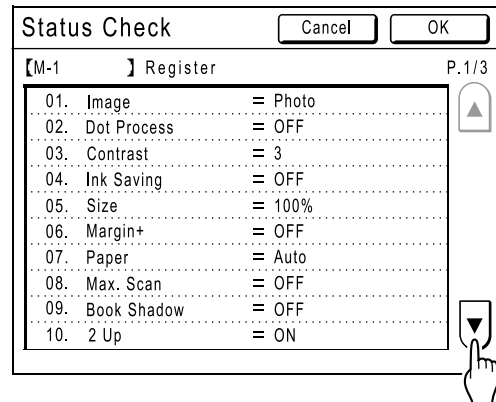 Status Check Cancel OK
【M-1 】 Register P.1/3
01. Image = Photo
02. Dot Process = OFF
03. Contrast = 3
04. Ink Saving = OFF
05. Size = 100%
06. Margin+ = OFF
07. Paper = Auto
08. Max. Scan = OFF
09. Book Shadow = OFF
10. 2 Up = ON